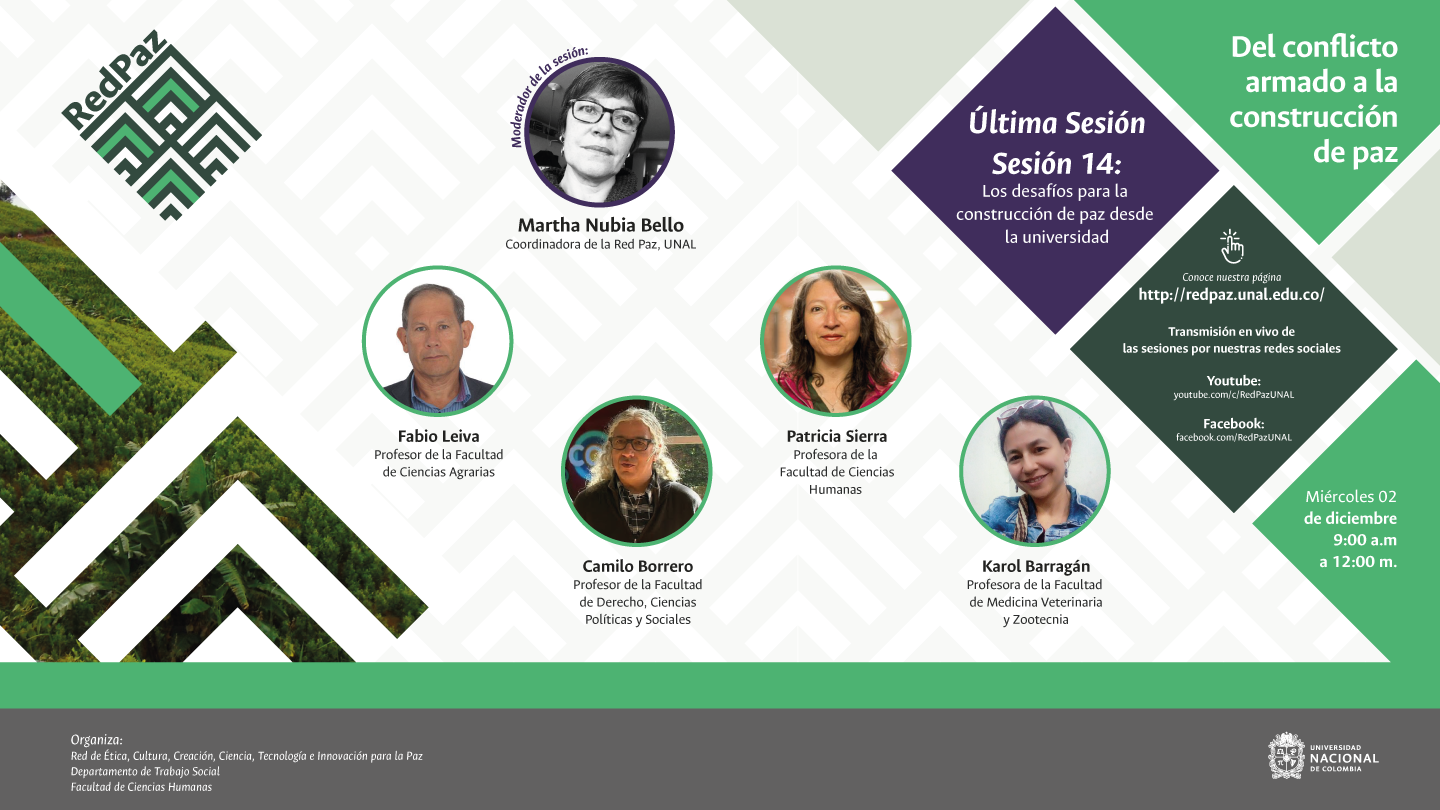 RedPaz
Moderador de la sesión:
Martha Nubia Bello
Coordinadora de la Red Paz, UNAL
Fabio Leiva
Profesor de la Facultad
de Ciencias Agrarias
Camilo Borrero
Profesor de la Facultad
de Derecho, Ciencias
Políticas y Sociales
Patricia Sierra
Profesora de la
Facultad de Ciencias
Humanas
Karol Barragán
Profesora de la Facultad
de Medicina Veterinaria
y Zootecnia
Última Sesión
Sesión 14:
Los desafíos para la
construcción de paz desde
la universidad
Del conflicto
armado a la
construcción
de paz
Conoce nuestra página
http://redpaz.unal.edu.co/
Transmisión en vivo de
las sesiones por nuestras redes sociales
Youtube:
youtube.com/c/RedPazUNAL
Facebook:
facebook.com/RedPazUNAL
Miércoles 02
de diciembre
9:00 a.m
a 12:00 m.
Organiza:
Red de Ética, Cultura, Creación, Ciencia, Tecnología e Innovación para la Paz
Departamento de Trabajo Social
Facultad de Ciencias Humanas
UNIVERSIDAD
NACIONAL
DE COLOMBIA